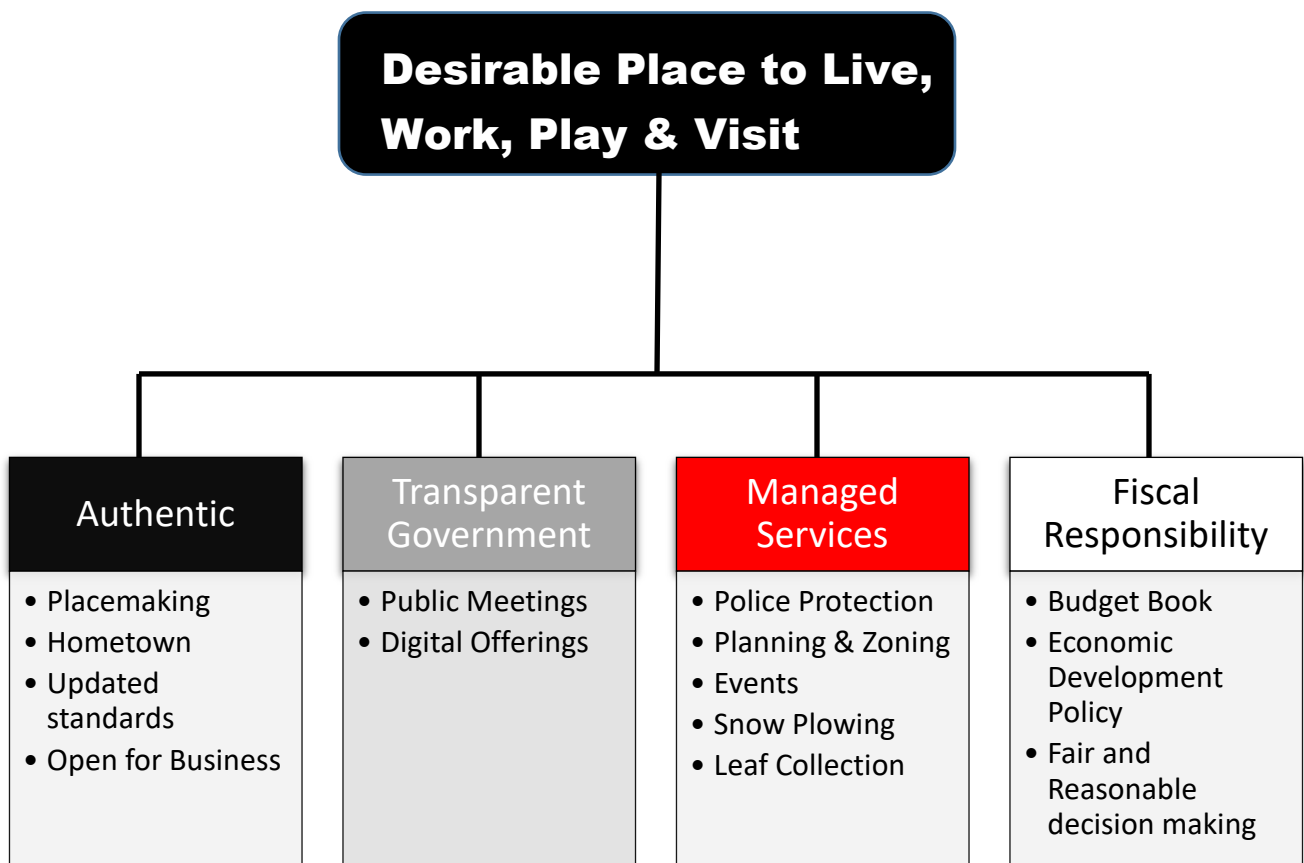 Desirable Place to Live,
Work, Play & Visit
Authentic
• Placemaking
• Hometown
• Updated
standards
• Open for Business
Transparent
Government
• Public Meetings
• Digital Offerings
Managed
Services
• Police Protection
• Planning & Zoning
• Events
• Snow Plowing
• Leaf Collection
Fiscal
Responsibility
• Budget Book
• Economic
Development
Policy
• Fair and
Reasonable
decision making